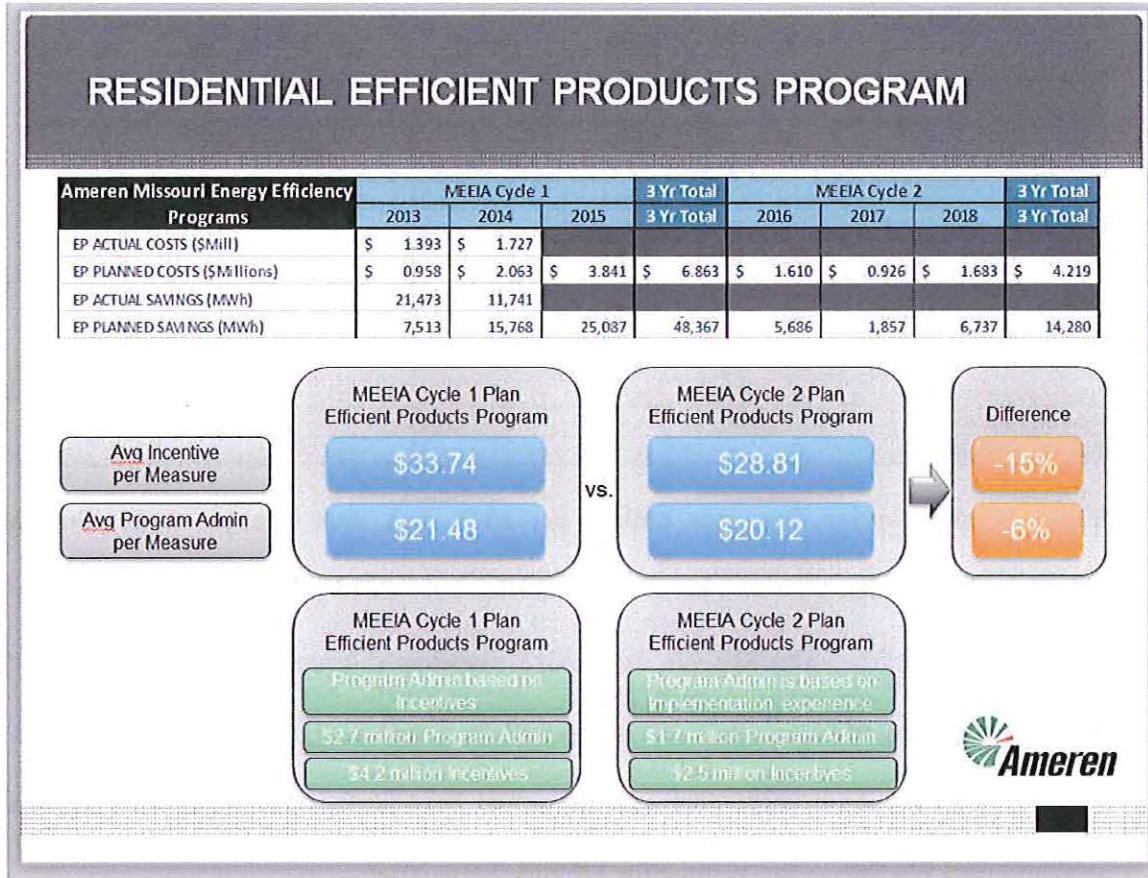 RESIDENTIAL EFFICIENT PRODUCTS PROGRAM
Ameren Missouri Energy Efficiency MEEIA Cycle 1 3 Yr Total MEEIA Cycle 2 3 Yr Total
Programs 2013 2014 2015 3 Yr Total 2016 2017 2018 3 Yr Total
EP ACTUAL COSTS ($Mill) $ 1.393 $ 1.727
EP PLANNED COSTS ($Millions) $ 0.958 $ 2.063 $ 3.841 $ 6.863 $ 1.610 $ 0.926 $ 1.683 $ 4.219
EP ACTUAL SAVINGS (MWh) 21,473 11,741
EP PLANNED SAVINGS (MWh) 7,513 15,768 25,087 48,367 5,686 1,857 6,737 14,280
MEEIA Cycle 1 Plan
Efficient Products Program
MEEIA Cycle 2 Plan
Efficient Products Program
Difference
Avg Incentive
per Measure
$33.74
$28.81
-15%
vs.
Avg Program Admin
per Measure
$21.48
$20.12
-6%
MEEIA Cycle 1 Plan
Efficient Products Program
Program Admin based on
Incentives
$2.7 million Program Admin
$4.2 million Incentives
MEEIA Cycle 2 Plan
Efficient Products Program
Program Admin is based on
Implementation experience
$1.7 million Program Admin
$2.5 million Incentives
Ameren